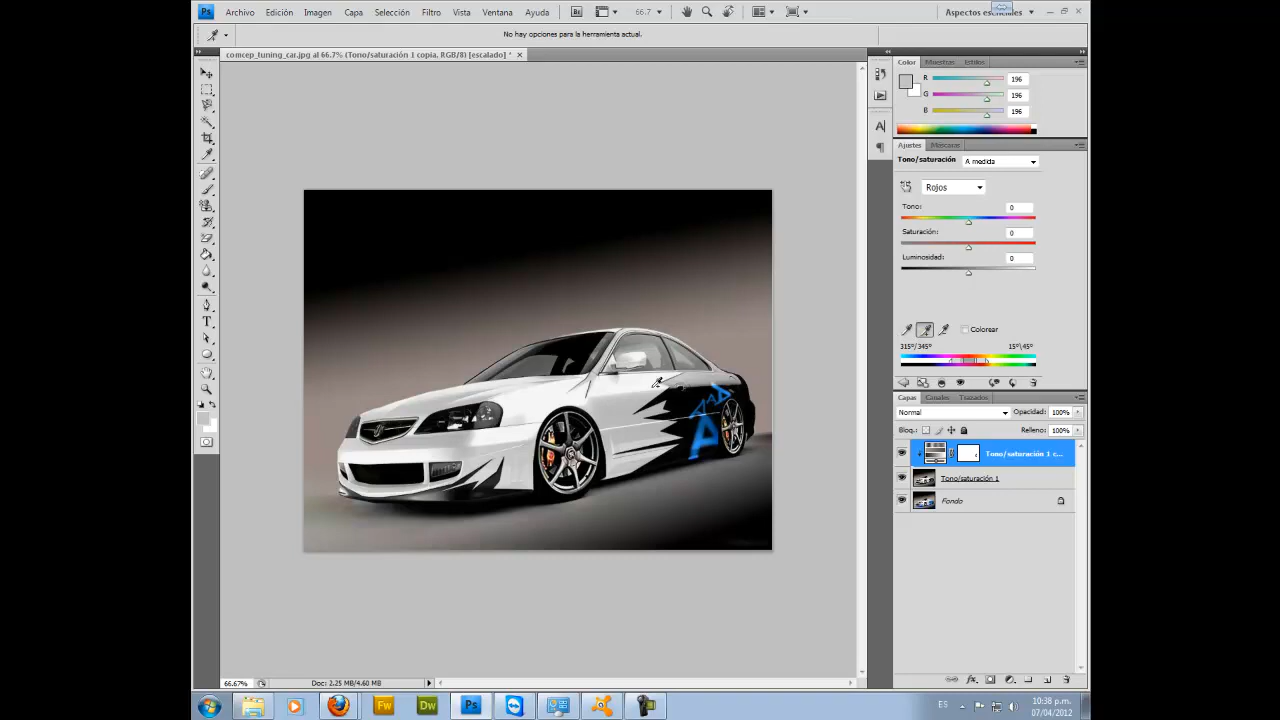 Ps Archivo Edición Imagen Capa Selección Filtro Vista Ventana Ayuda Br 66.7 Aspectos esenciales
No hay opciones para la herramienta actual.
comcep_tuning_car.jpg al 66.7% (Tono/saturación 1 copia, RGB/8) [escalado] *
Color Muestras Estilos
R 196
G 196
B 196
Ajustes Máscaras
Tono/saturación A medida
Rojos
Tono: 0
Saturación: 0
Luminosidad: 0
Colorear
315°/345° 15°\45°
Capas Canales Trazados
Normal Opacidad: 100%
Bloq.: Relleno: 100%
Tono/saturación 1 c...
Tono/saturación 1
Fondo
66.67% Doc: 2.25 MB/4.60 MB
Fw Dw Ps ES 10:38 p.m.
07/04/2012